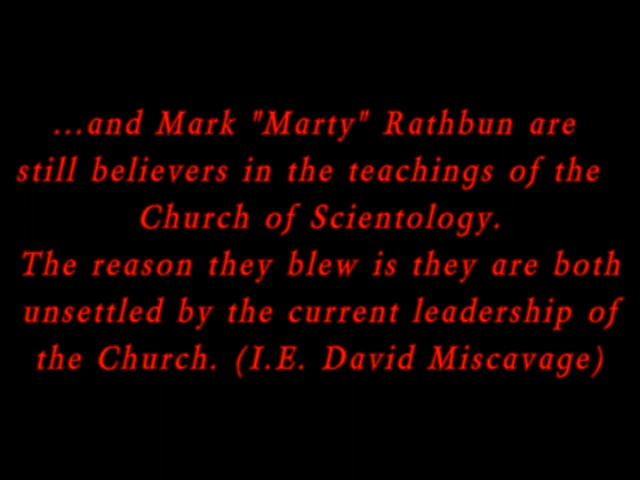 ...and Mark "Marty" Rathbun are
still believers in the teachings of the
Church of Scientology.
The reason they blew is they are both
unsettled by the current leadership of
the Church. (I.E. David Miscavage)